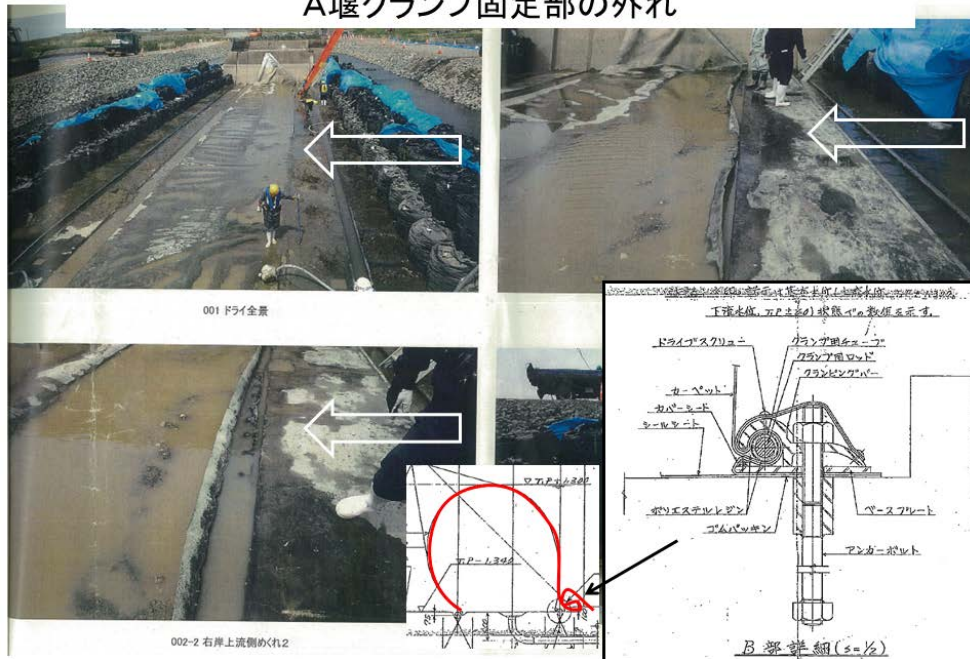 A堰クランプ固定部の外れ
001 ドライ全景
002-2 右岸上流側めくれ2
T.P-1.340
下流水位、T.P±0の状態での数値を示す。
ドライブスクリュー
クランプ用チューブ
クランプ用ロッド
クランピングバー
カーペット
カバーシート
シールシート
ポリエステルレジン
ゴムパッキン
ベースプレート
アンカーボルト
B部詳細(S=1/2)